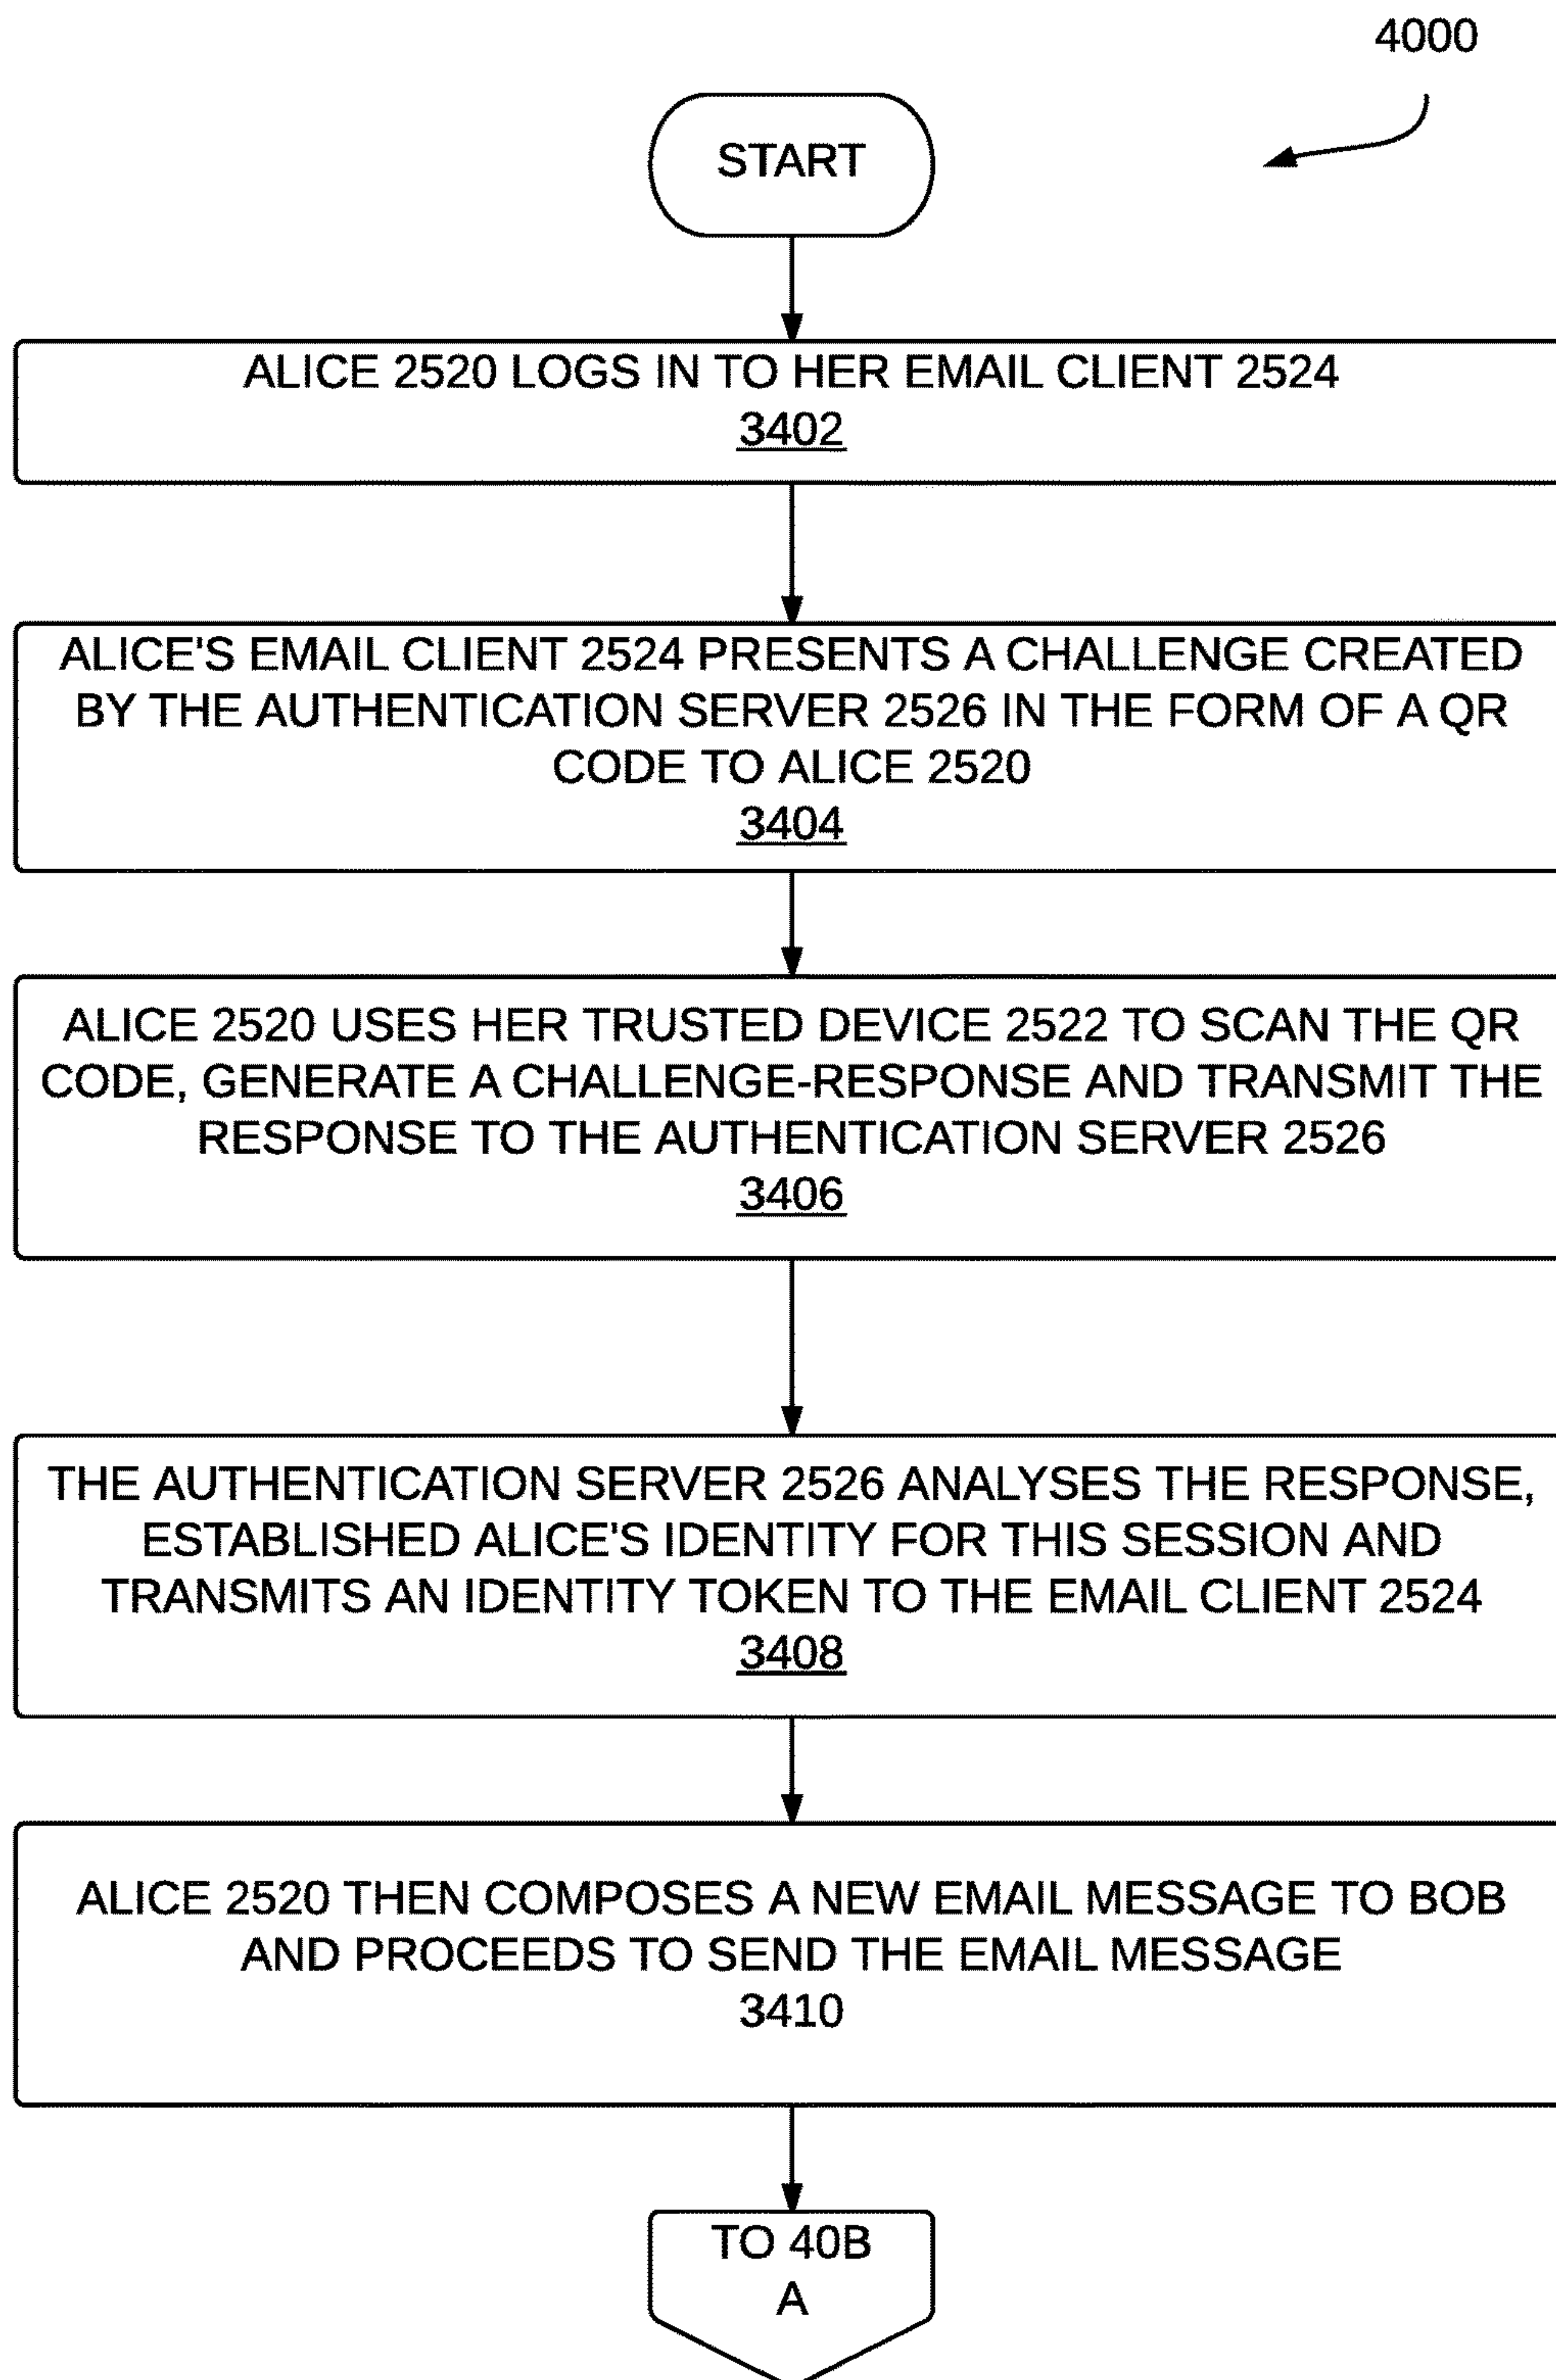 4000
START
ALICE 2520 LOGS IN TO HER EMAIL CLIENT 2524
3402
ALICE'S EMAIL CLIENT 2524 PRESENTS A CHALLENGE CREATED
BY THE AUTHENTICATION SERVER 2526 IN THE FORM OF A QR
CODE TO ALICE 2520
3404
ALICE 2520 USES HER TRUSTED DEVICE 2522 TO SCAN THE QR
CODE, GENERATE A CHALLENGE-RESPONSE AND TRANSMIT THE
RESPONSE TO THE AUTHENTICATION SERVER 2526
3406
THE AUTHENTICATION SERVER 2526 ANALYSES THE RESPONSE,
ESTABLISHED ALICE'S IDENTITY FOR THIS SESSION AND
TRANSMITS AN IDENTITY TOKEN TO THE EMAIL CLIENT 2524
3408
ALICE 2520 THEN COMPOSES A NEW EMAIL MESSAGE TO BOB
AND PROCEEDS TO SEND THE EMAIL MESSAGE
3410
TO 40B
A